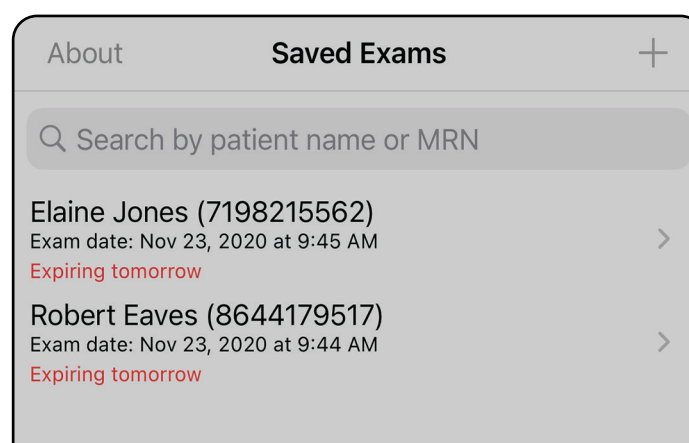 About
Saved Exams
Search by patient name or MRN
Elaine Jones (7198215562)
Exam date: Nov 23, 2020 at 9:45 AM
Expiring tomorrow
Robert Eaves (8644179517)
Exam date: Nov 23, 2020 at 9:44 AM
Expiring tomorrow